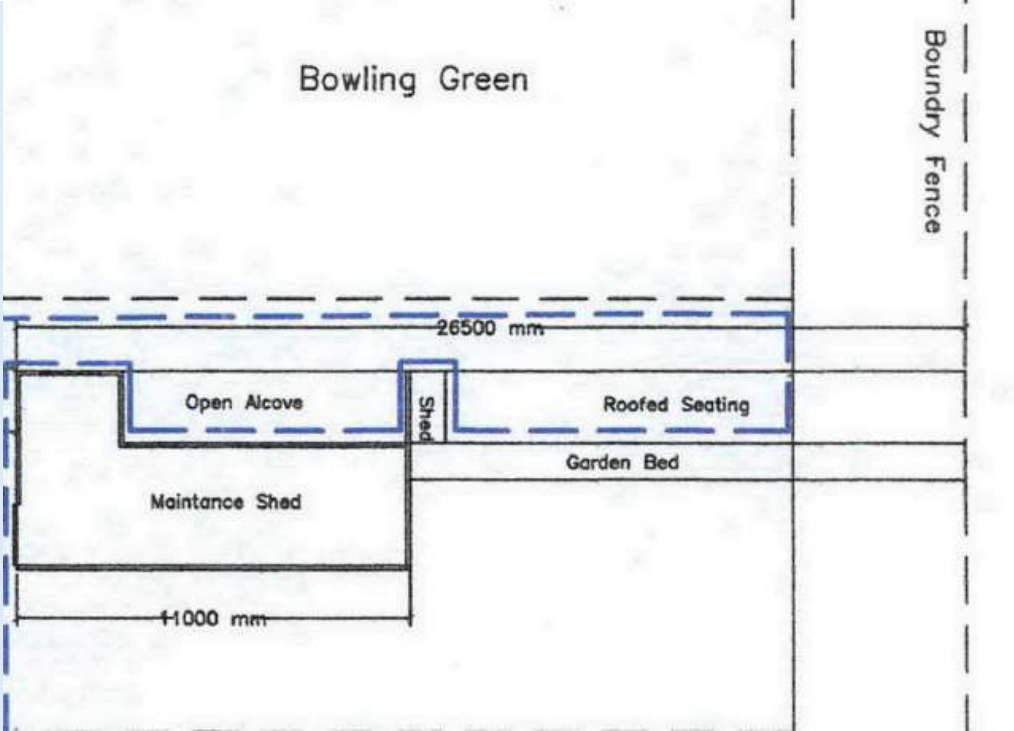 Bowling Green
Boundry Fence
26500 mm
Open Alcove
Shed
Roofed Seating
Garden Bed
Maintance Shed
11000 mm